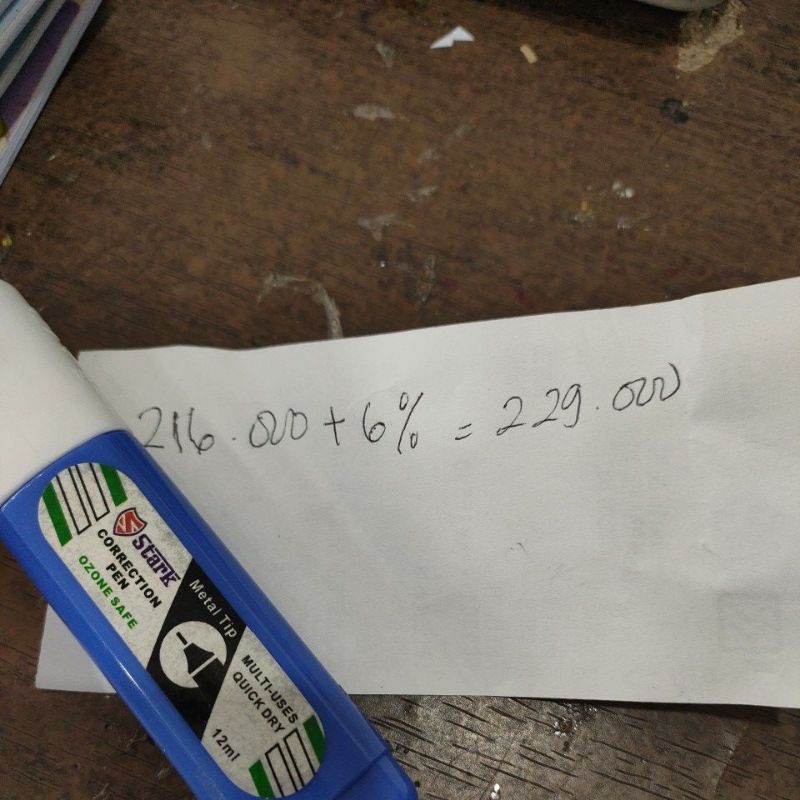 216.000 + 6% = 229.000
Stark
CORRECTION
PEN
OZONE SAFE
Metal Tip
MULTI-USES
QUICK DRY
12ml